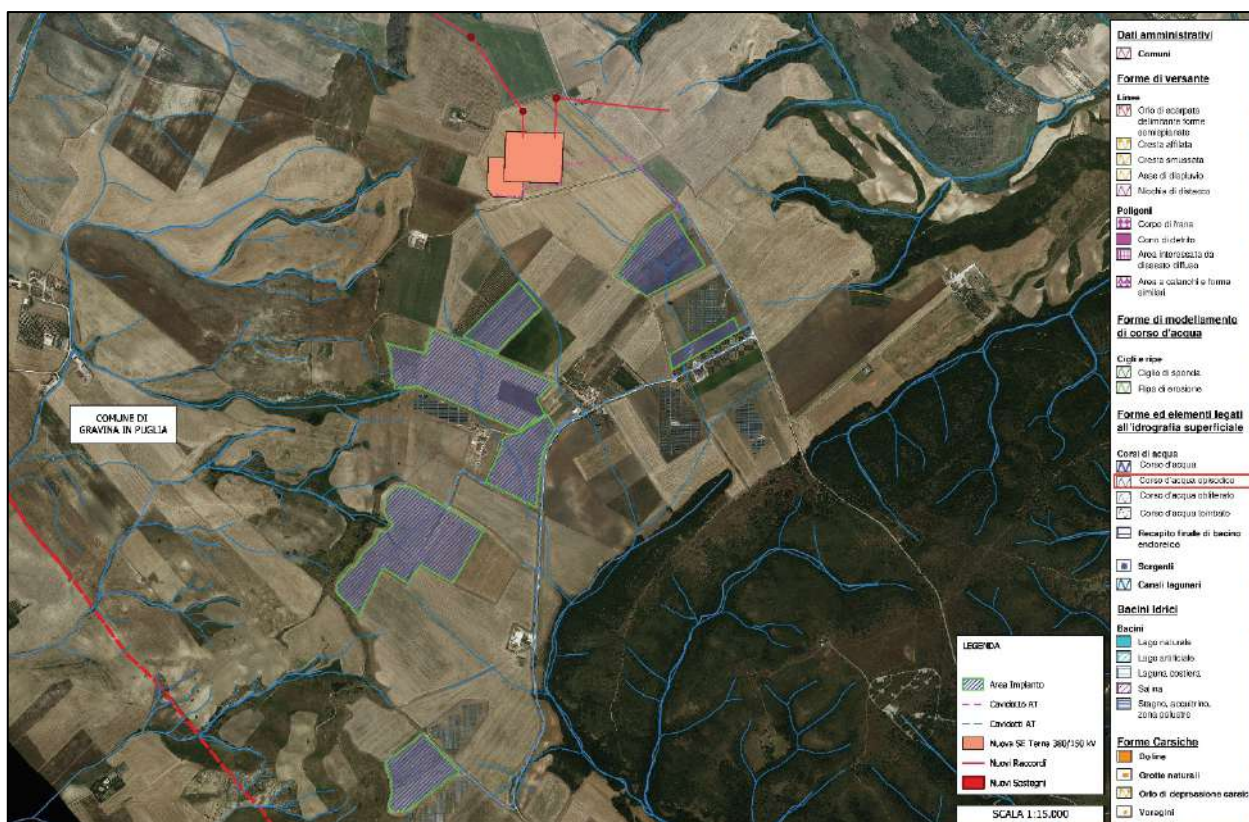 COMUNE DI
GRAVINA IN PUGLIA
LEGENDA
Area Impianto
Cavidotto AT
Cavidotti AT
Nuova SE Terna 380/150 kV
Nuovi Raccordi
Nuovi Sostegni
SCALA 1:15.000
Dati amministrativi
Comuni
Forme di versante
Linee
Orlo di scarpata
delimitante forme
semispianate
Cresta affilata
Cresta smussata
Asse di displuvio
Nicchia di distacco
Poligoni
Corpo di frana
Cono di detrito
Area interessata da
dissesto diffuso
Area a calanchi e forme
similari
Forme di modellamento
di corso d'acqua
Cigli e ripe
Ciglio di sponda
Ripa di erosione
Forme ed elementi legati
all'idrografia superficiale
Corsi di acqua
Corso d'acqua
Corso d'acqua episodico
Corso d'acqua obliterato
Corso d'acqua tombato
Recapito finale di bacino
endoreico
Sorgenti
Canali lagunari
Bacini Idrici
Bacini
Lago naturale
Lago artificiale
Laguna costiera
Salina
Stagno, acquitrino,
zona palustre
Forme Carsiche
Doline
Grotte naturali
Orlo di depressione carsica
Voragini